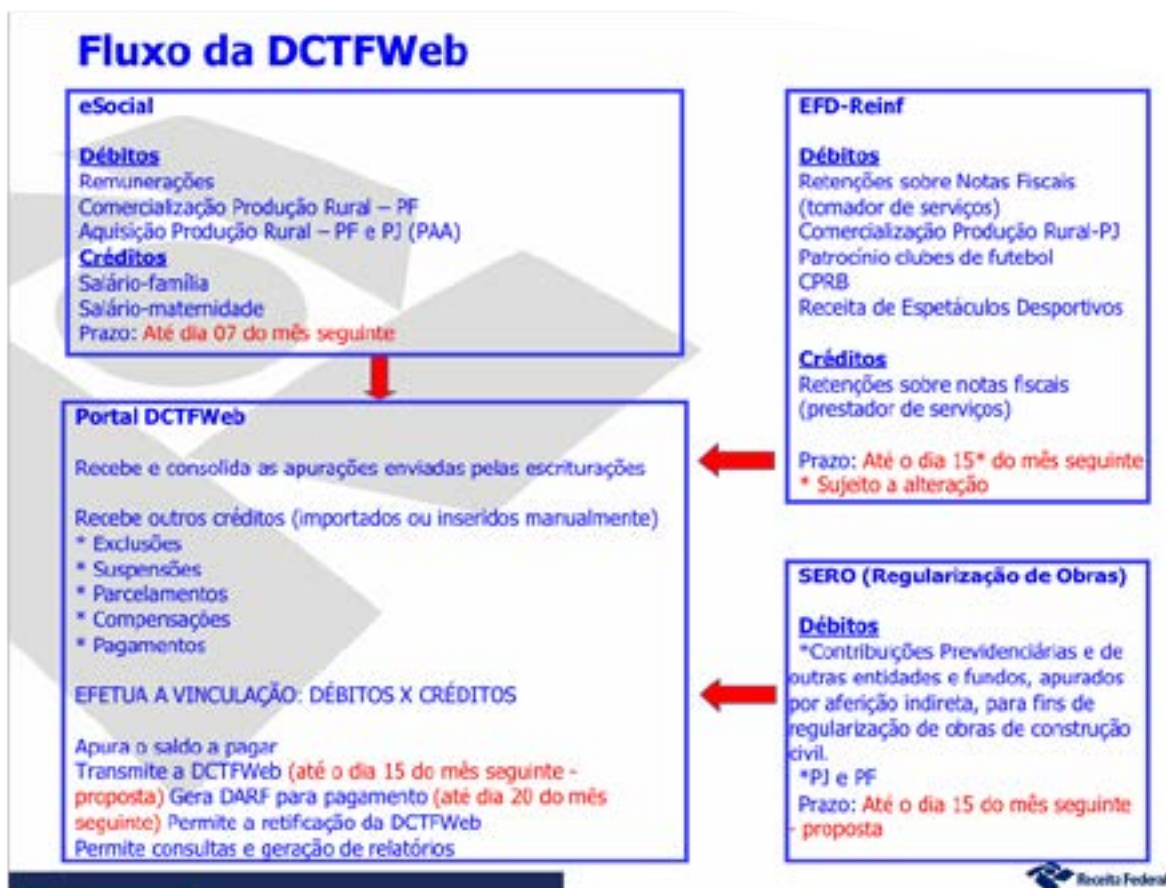 Fluxo da DCTFWeb
eSocial
Débitos
Remunerações
Comercialização Produção Rural – PF
Aquisição Produção Rural – PF e PJ (PAA)
Créditos
Salário-família
Salário-maternidade
Prazo: Até dia 07 do mês seguinte
Portal DCTFWeb
Recebe e consolida as apurações enviadas pelas escriturações
Recebe outros créditos (importados ou inseridos manualmente)
* Exclusões
* Suspensões
* Parcelamentos
* Compensações
* Pagamentos
EFETUA A VINCULAÇÃO: DÉBITOS X CRÉDITOS
Apura o saldo a pagar
Transmite a DCTFWeb (até o dia 15 do mês seguinte -
proposta) Gera DARF para pagamento (até dia 20 do mês
seguinte) Permite a retificação da DCTFWeb
Permite consultas e geração de relatórios
EFD-Reinf
Débitos
Retenções sobre Notas Fiscais
(tomador de serviços)
Comercialização Produção Rural-PJ
Patrocínio clubes de futebol
CPRB
Receita de Espetáculos Desportivos
Créditos
Retenções sobre notas fiscais
(prestador de serviços)
Prazo: Até o dia 15* do mês seguinte
* Sujeito a alteração
SERO (Regularização de Obras)
Débitos
*Contribuições Previdenciárias e de
outras entidades e fundos, apurados
por aferição indireta, para fins de
regularização de obras de construção
civil.
*PJ e PF
Prazo: Até o dia 15 do mês seguinte
- proposta
Receita Federal